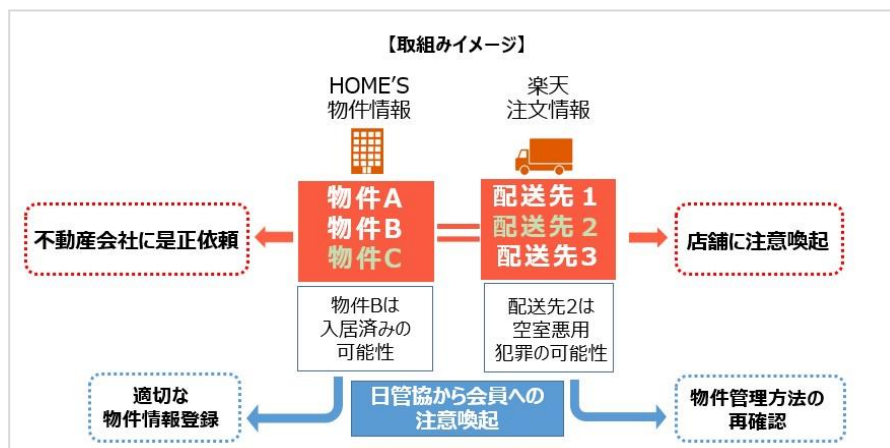 【取組みイメージ】
HOME'S
物件情報
楽天
注文情報
物件A
物件B
物件C
配送先1
配送先2
配送先3
不動産会社に是正依頼
店舗に注意喚起
物件Bは
入居済みの
可能性
配送先2は
空室悪用
犯罪の可能性
適切な
物件情報登録
日管協から会員への
注意喚起
物件管理方法の
再確認